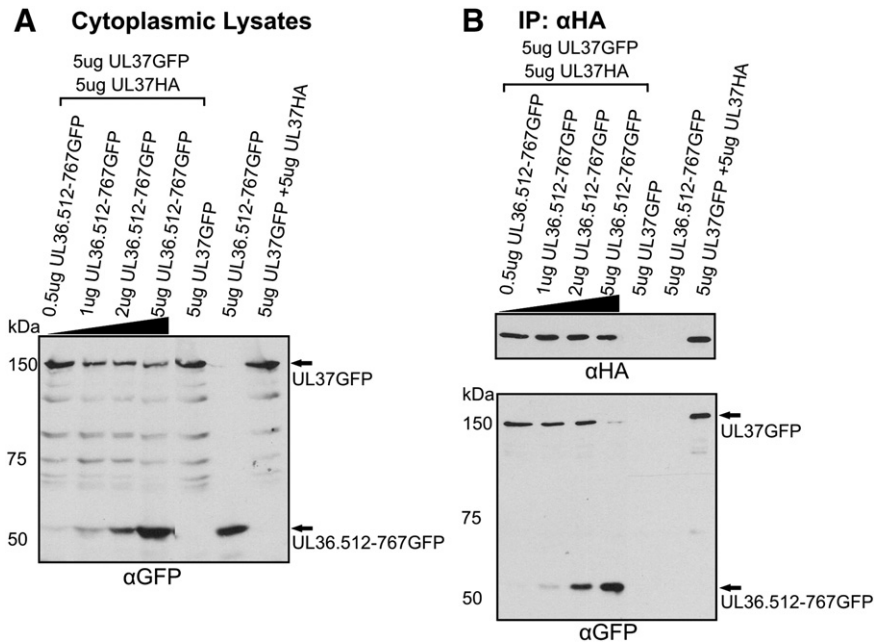 A Cytoplasmic Lysates
5ug UL37GFP
5ug UL37HA
0.5ug UL36.512-767GFP
1ug UL36.512-767GFP
2ug UL36.512-767GFP
5ug UL36.512-767GFP
5ug UL37GFP
5ug UL36.512-767GFP
5ug UL37GFP +5ug UL37HA
kDa
150
UL37GFP
75
50
UL36.512-767GFP
αGFP
B IP: αHA
5ug UL37GFP
5ug UL37HA
0.5ug UL36.512-767GFP
1ug UL36.512-767GFP
2ug UL36.512-767GFP
5ug UL36.512-767GFP
5ug UL37GFP
5ug UL36.512-767GFP
5ug UL37GFP +5ug UL37HA
αHA
kDa
150
UL37GFP
75
50
UL36.512-767GFP
αGFP